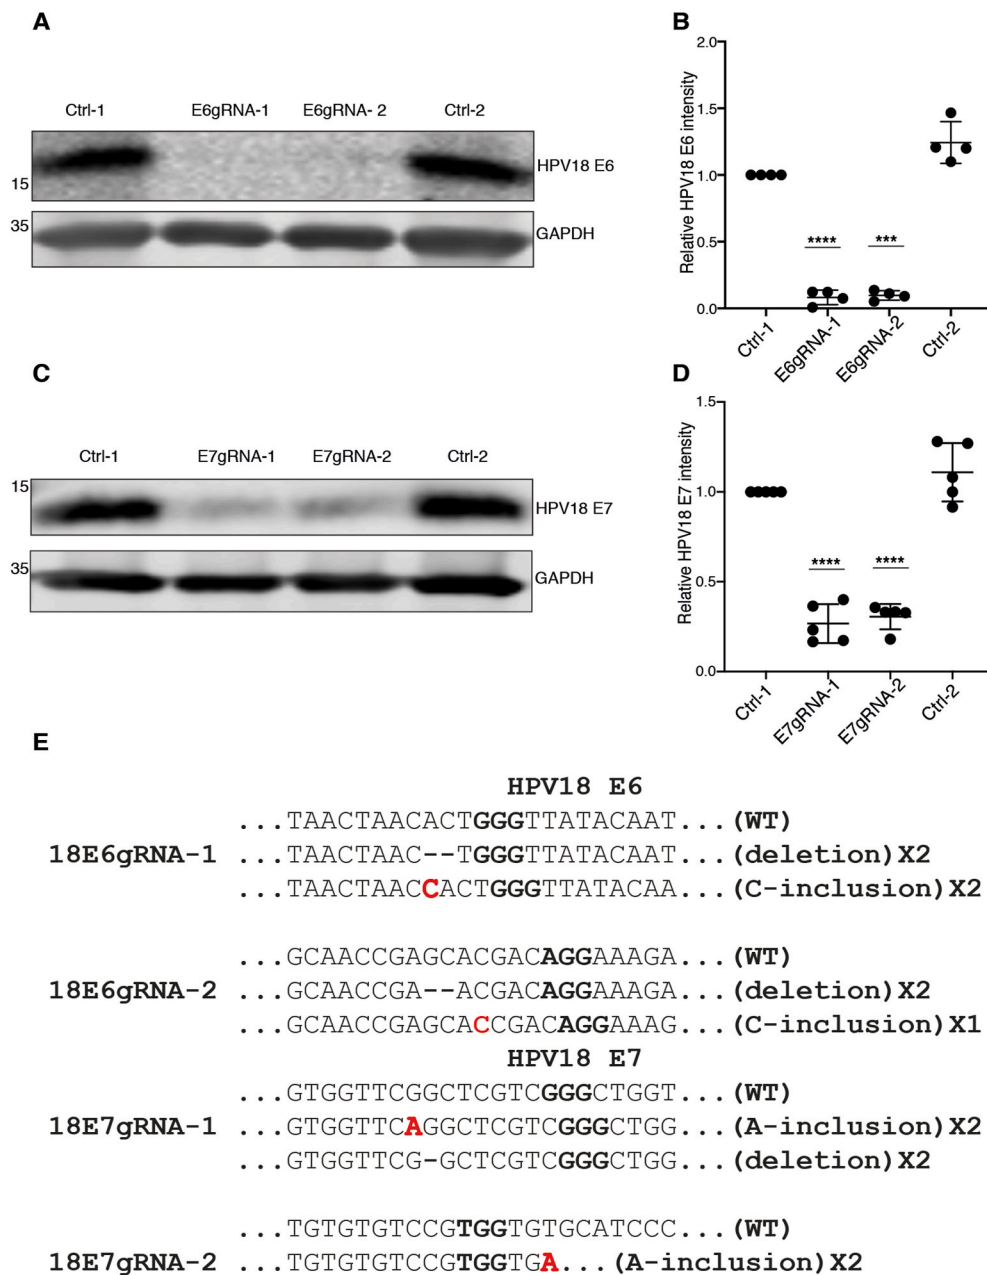 A
Ctrl-1 E6gRNA-1 E6gRNA- 2 Ctrl-2
HPV18 E6
15
35
GAPDH
B
Relative HPV18 E6 intensity
2.0
1.5
1.0
0.5
0.0
**** ***
Ctrl-1 E6gRNA-1 E6gRNA-2 Ctrl-2
C
Ctrl-1 E7gRNA-1 E7gRNA-2 Ctrl-2
15
HPV18 E7
35
GAPDH
D
Relative HPV18 E7 intensity
1.5
1.0
0.5
0.0
**** ****
Ctrl-1 E7gRNA-1 E7gRNA-2 Ctrl-2
E
HPV18 E6
...TAACTAACACTGGGTTATACAAT...(WT)
18E6gRNA-1 ...TAACTAAC--TGGGTTATACAAT...(deletion)X2
...TAACTAACCACTGGGTTATACAA...(C-inclusion)X2
...GCAACCGAGCACGACAGGAAAGA...(WT)
18E6gRNA-2 ...GCAACCGA--ACGACAGGAAAGA...(deletion)X2
...GCAACCGAGCACCGACAGGAAAG...(C-inclusion)X1
HPV18 E7
...GTGGTTCGGCTCGTCGGGCTGGT...(WT)
18E7gRNA-1 ...GTGGTTCAGGCTCGTCGGGCTGG...(A-inclusion)X2
...GTGGTTCG-GCTCGTCGGGCTGG...(deletion)X2
...TGTGTGTCCGTGGTGTGCATCCC...(WT)
18E7gRNA-2 ...TGTGTGTCCGTGGTGA...(A-inclusion)X2